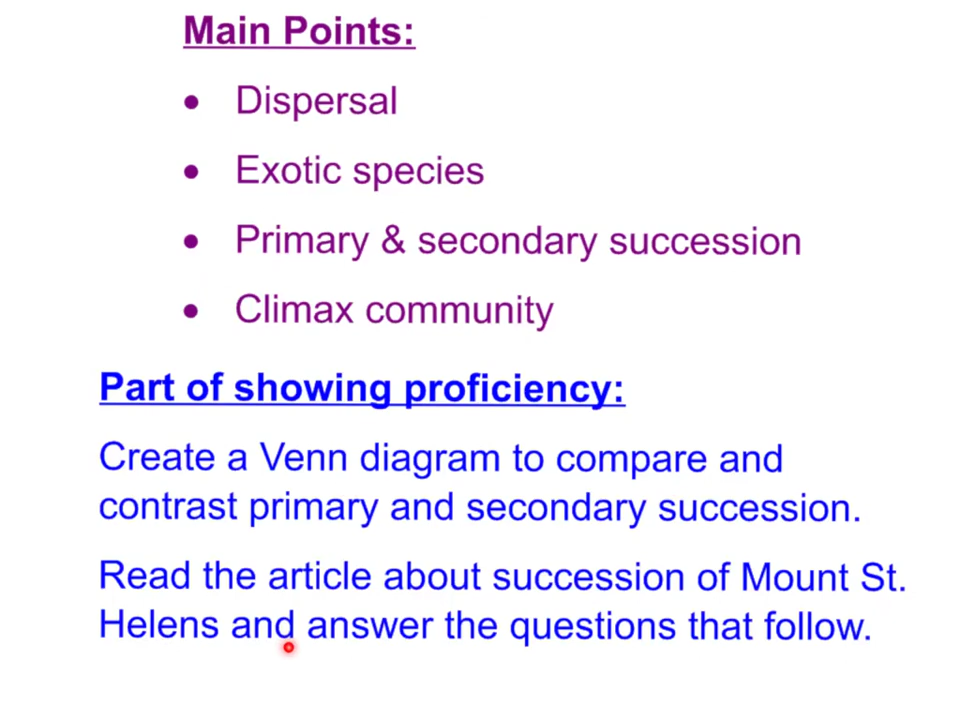 Main Points:
• Dispersal
• Exotic species
• Primary & secondary succession
• Climax community
Part of showing proficiency:
Create a Venn diagram to compare and
contrast primary and secondary succession.
Read the article about succession of Mount St.
Helens and answer the questions that follow.